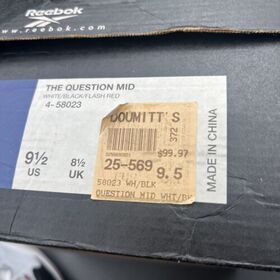 Reebok
www.reebok.com
THE QUESTION MID
WHITE/BLACK/FLASH RED
4-58023
9½ US
8½ UK
MADE IN CHINA
DOUMITT'S
372
$99.97
25-569
9.5
58023 WH/BLK
QUESTION MID WHT/BK